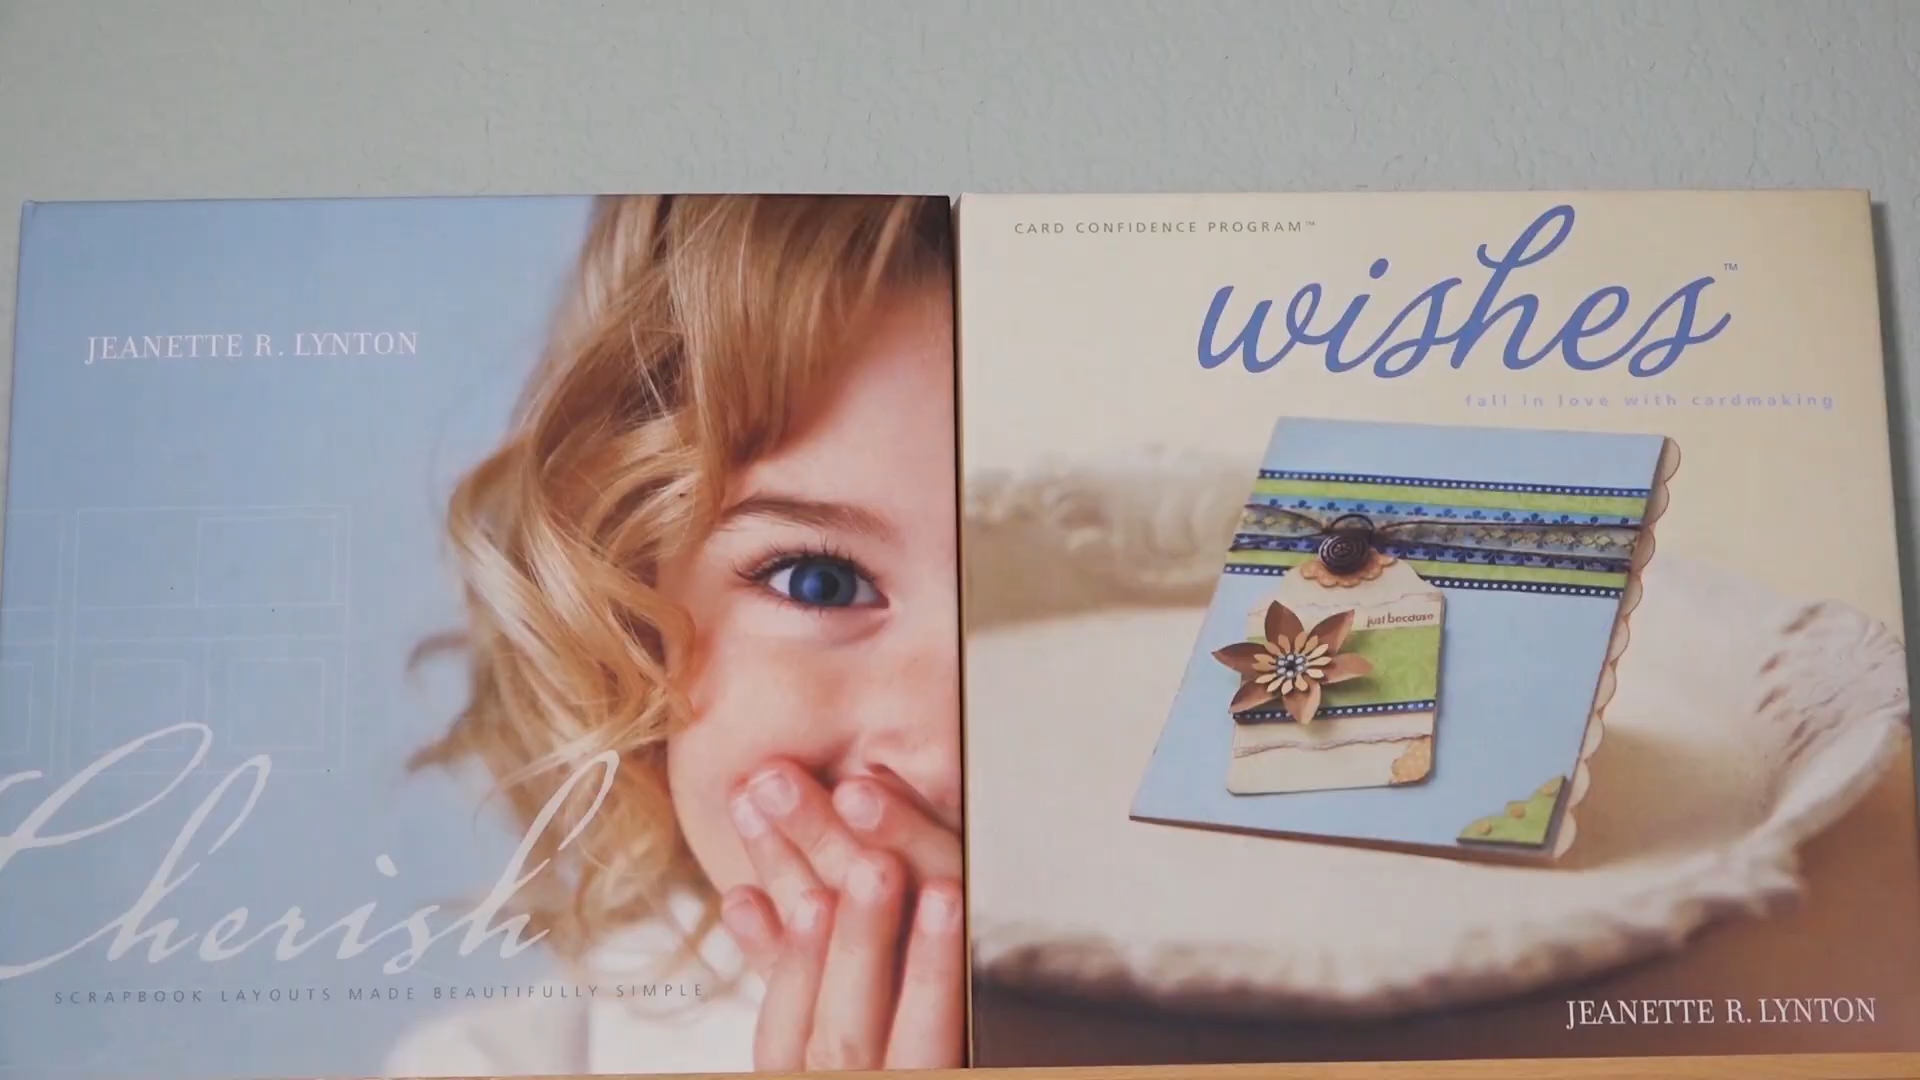 JEANETTE R. LYNTON
Cherish
SCRAPBOOK LAYOUTS MADE BEAUTIFULLY SIMPLE
CARD CONFIDENCE PROGRAM™
wishes™
fall in love with cardmaking
just because
JEANETTE R. LYNTON